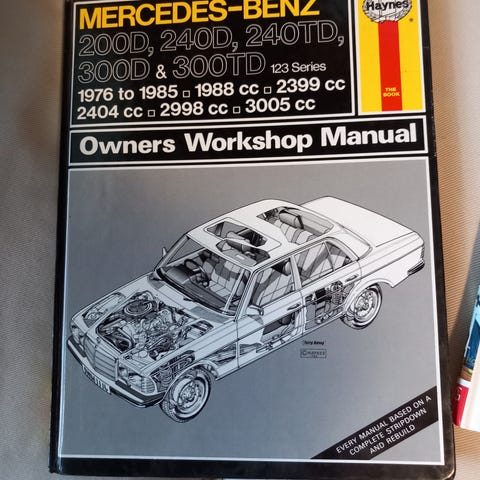 MERCEDES-BENZ
Haynes
200D, 240D, 240TD,
300D & 300TD 123 Series
1976 to 1985 □ 1988 cc □ 2399 cc
2404 cc □ 2998 cc □ 3005 cc
THE
BOOK
Owners Workshop Manual
© HAYNES
EVERY MANUAL BASED ON A
COMPLETE STRIPDOWN
AND REBUILD